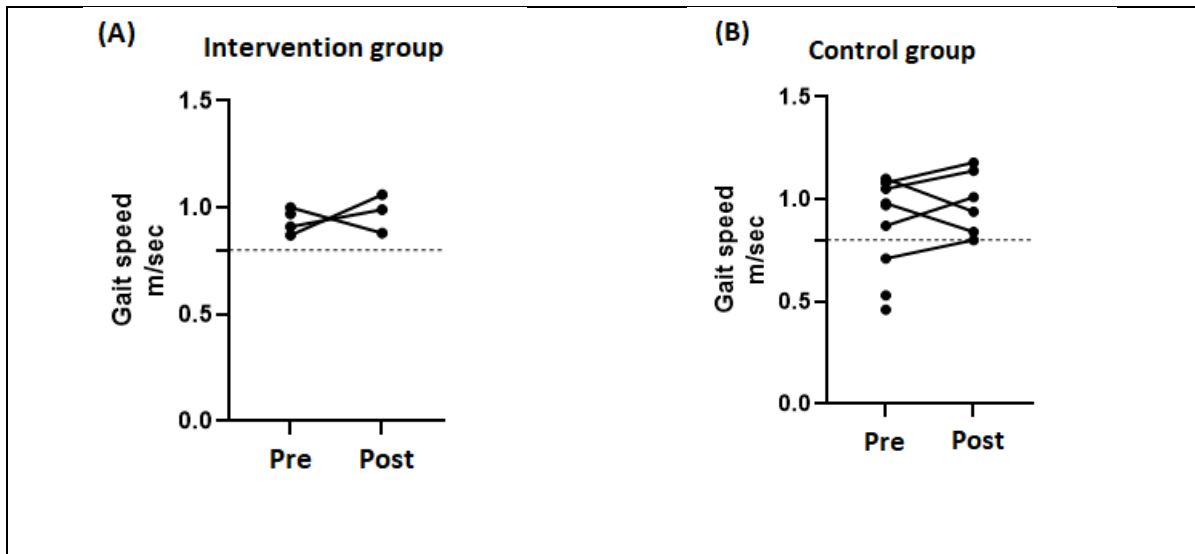 (A)
Intervention group
1.5
1.0
0.5
0.0
Gait speed
m/sec
Pre Post
(B)
Control group
1.5
1.0
0.5
0.0
Gait speed
m/sec
Pre Post